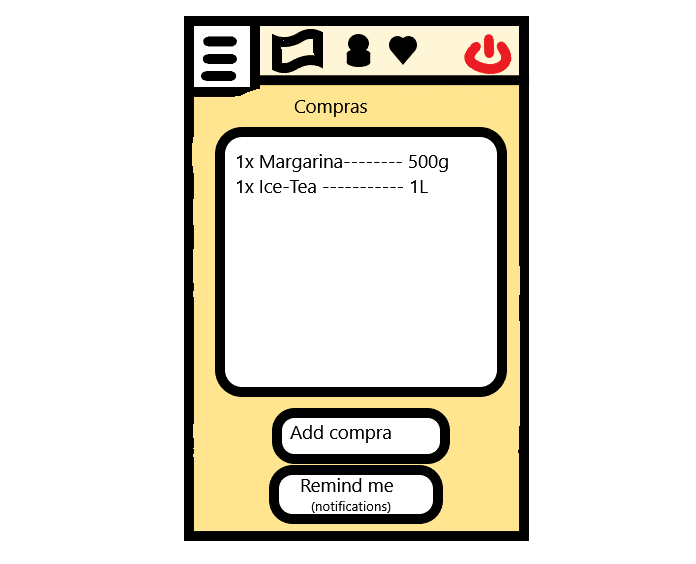 Compras
1x Margarina-------- 500g
1x Ice-Tea ----------- 1L
Add compra
Remind me
(notifications)